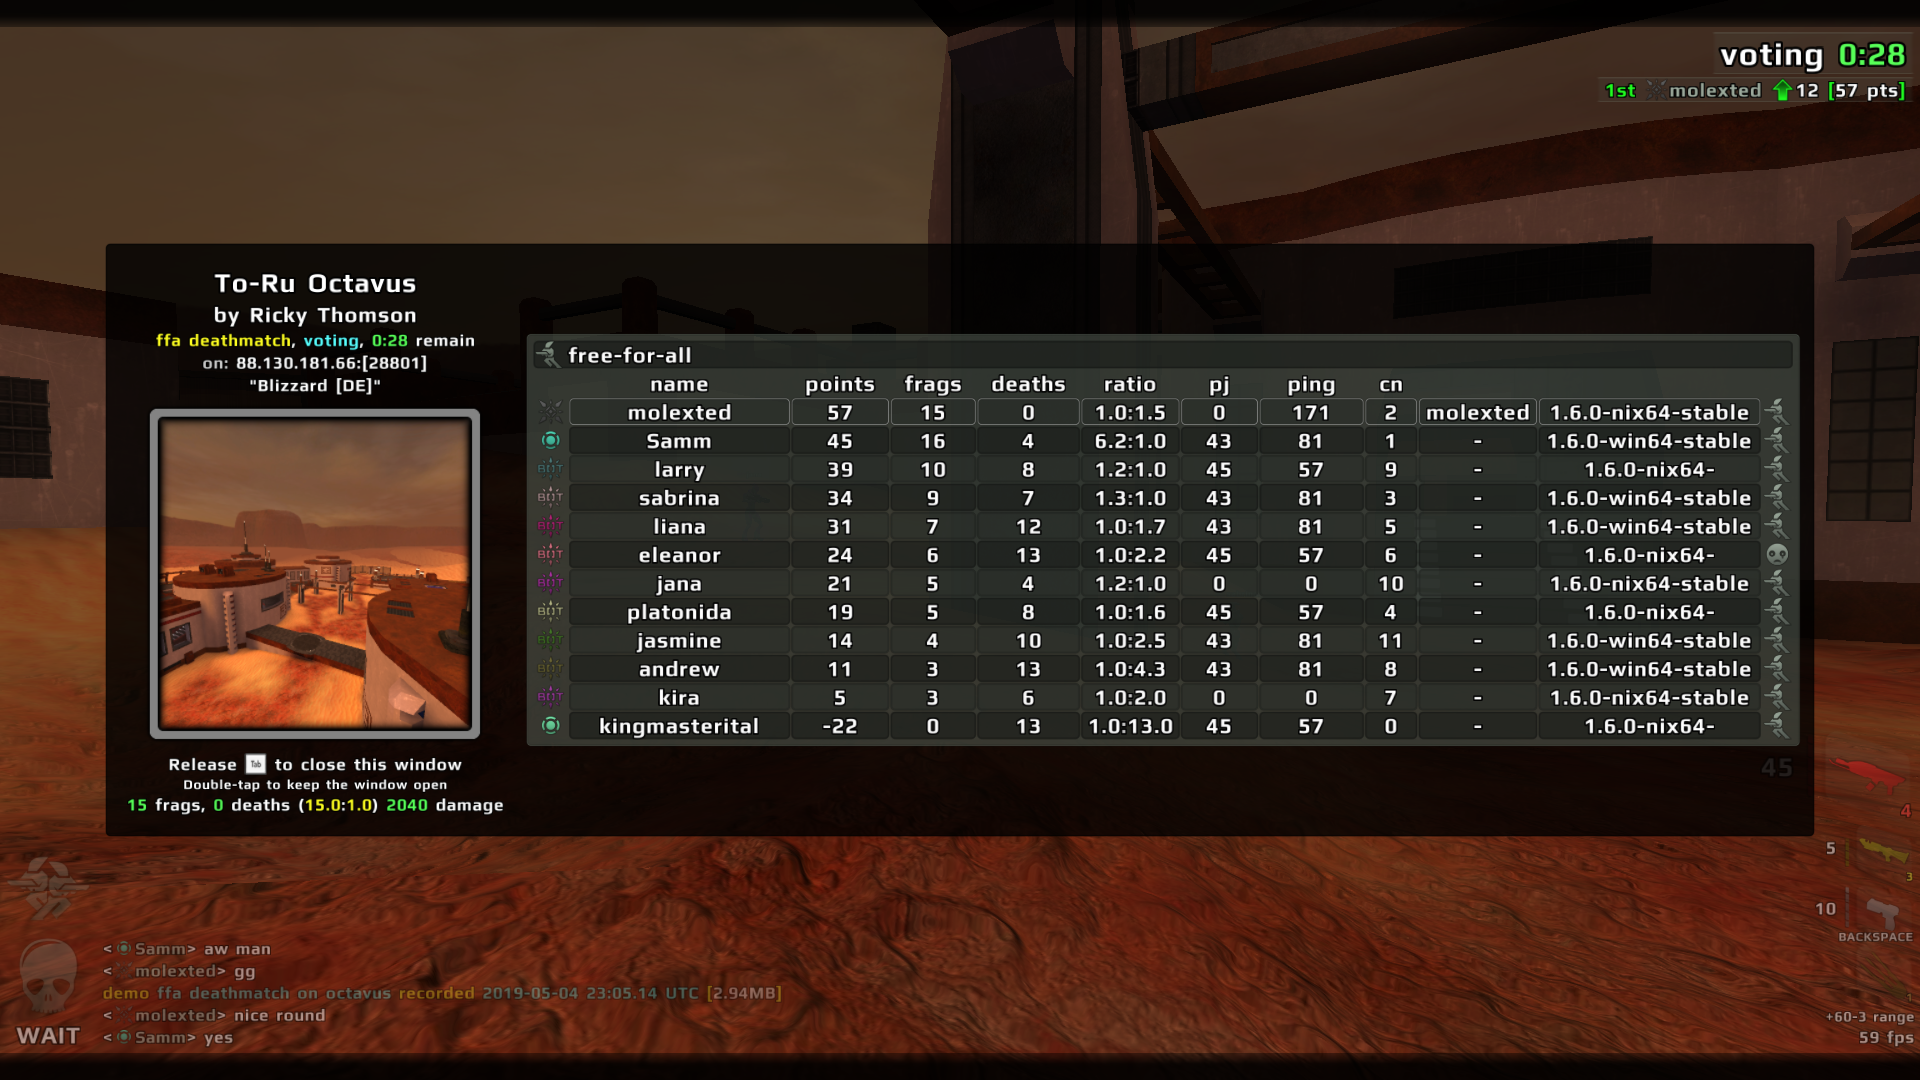 voting 0:28
1st molexted 12 [57 pts]
To-Ru Octavus
by Ricky Thomson
ffa deathmatch, voting, 0:28 remain
on: 88.130.181.66:[28801]
"Blizzard [DE]"
free-for-all
name points frags deaths ratio pj ping cn
molexted 57 15 0 1.0:1.5 0 171 2 molexted 1.6.0-nix64-stable
Samm 45 16 4 6.2:1.0 43 81 1 - 1.6.0-win64-stable
BOT larry 39 10 8 1.2:1.0 45 57 9 - 1.6.0-nix64-
BOT sabrina 34 9 7 1.3:1.0 43 81 3 - 1.6.0-win64-stable
BOT liana 31 7 12 1.0:1.7 43 81 5 - 1.6.0-win64-stable
BOT eleanor 24 6 13 1.0:2.2 45 57 6 - 1.6.0-nix64-
BOT jana 21 5 4 1.2:1.0 0 0 10 - 1.6.0-nix64-stable
BOT platonida 19 5 8 1.0:1.6 45 57 4 - 1.6.0-nix64-
BOT jasmine 14 4 10 1.0:2.5 43 81 11 - 1.6.0-win64-stable
BOT andrew 11 3 13 1.0:4.3 43 81 8 - 1.6.0-win64-stable
BOT kira 5 3 6 1.0:2.0 0 0 7 - 1.6.0-nix64-stable
kingmasterital -22 0 13 1.0:13.0 45 57 0 - 1.6.0-nix64-
Release Tab to close this window
Double-tap to keep the window open
15 frags, 0 deaths (15.0:1.0) 2040 damage
45
4
5
3
10
BACKSPACE
1
+60-3 range
59 fps
<Samm> aw man
<molexted> gg
demo ffa deathmatch on octavus recorded 2019-05-04 23:05.14 UTC [2.94MB]
<molexted> nice round
<Samm> yes
WAIT